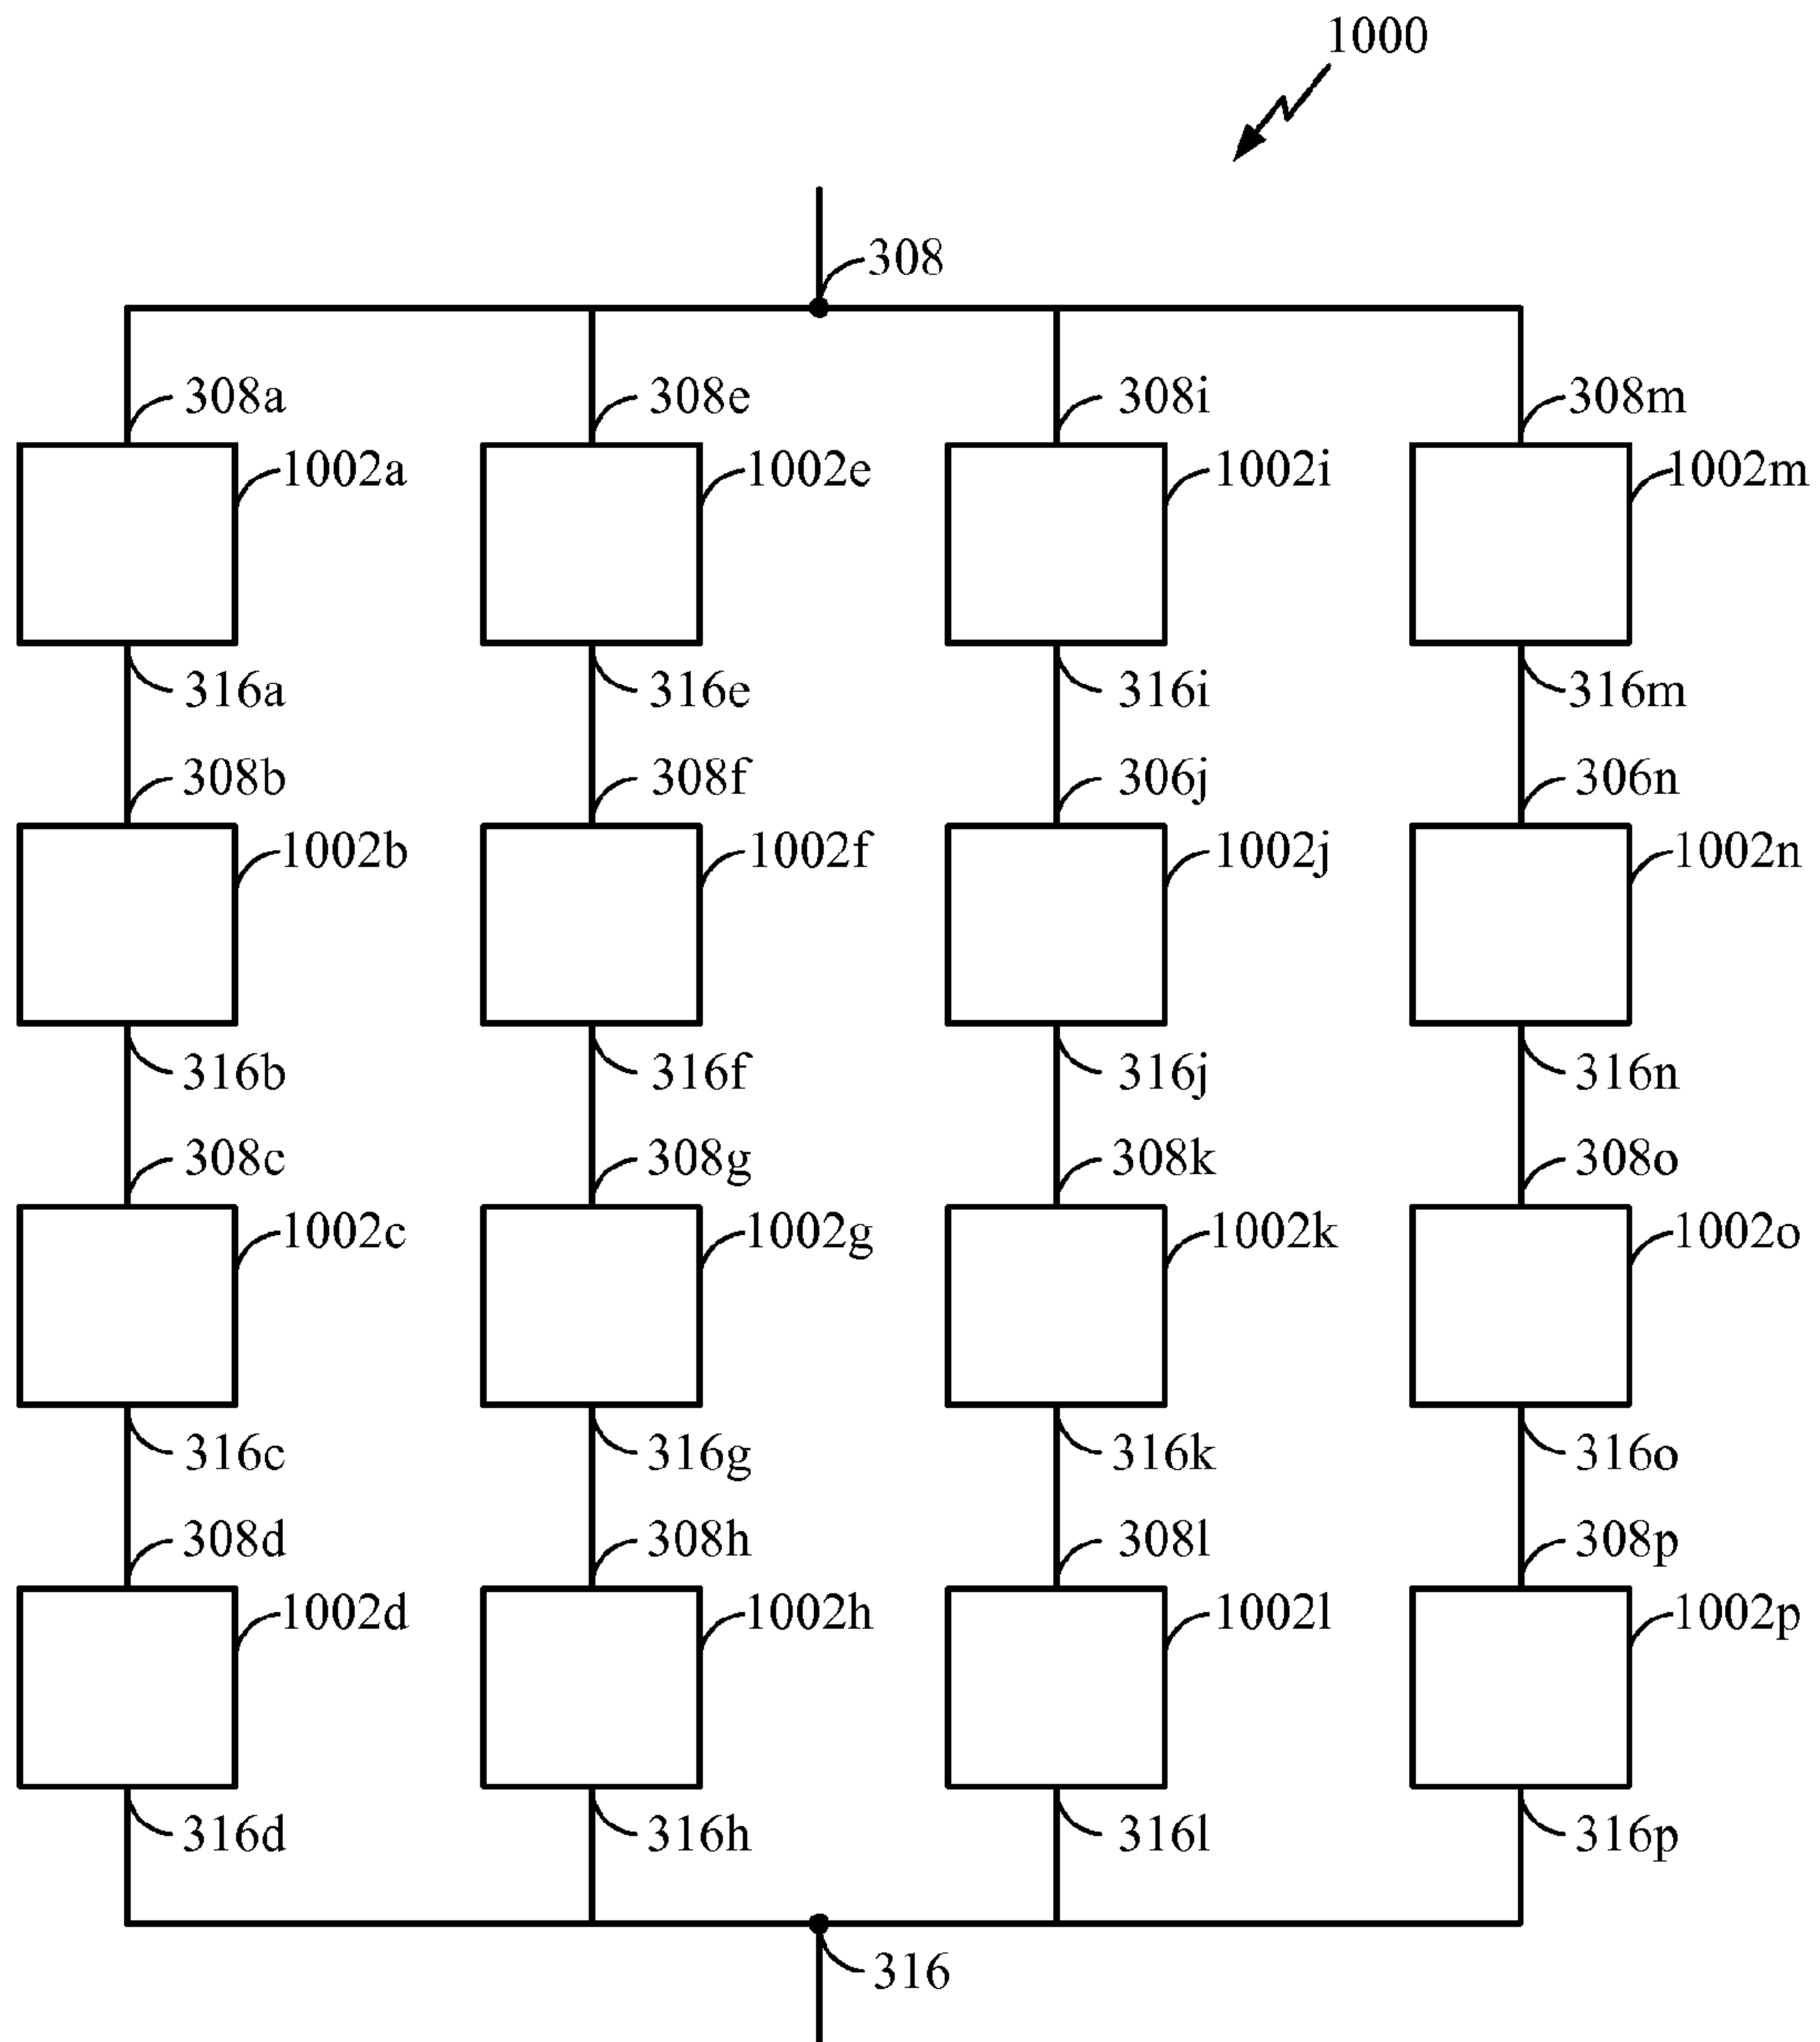 1000
308
308a 308e 308i 308m
1002a 1002e 1002i 1002m
316a 316e 316i 316m
308b 308f 306j 306n
1002b 1002f 1002j 1002n
316b 316f 316j 316n
308c 308g 308k 308o
1002c 1002g 1002k 1002o
316c 316g 316k 316o
308d 308h 308l 308p
1002d 1002h 1002l 1002p
316d 316h 316l 316p
316